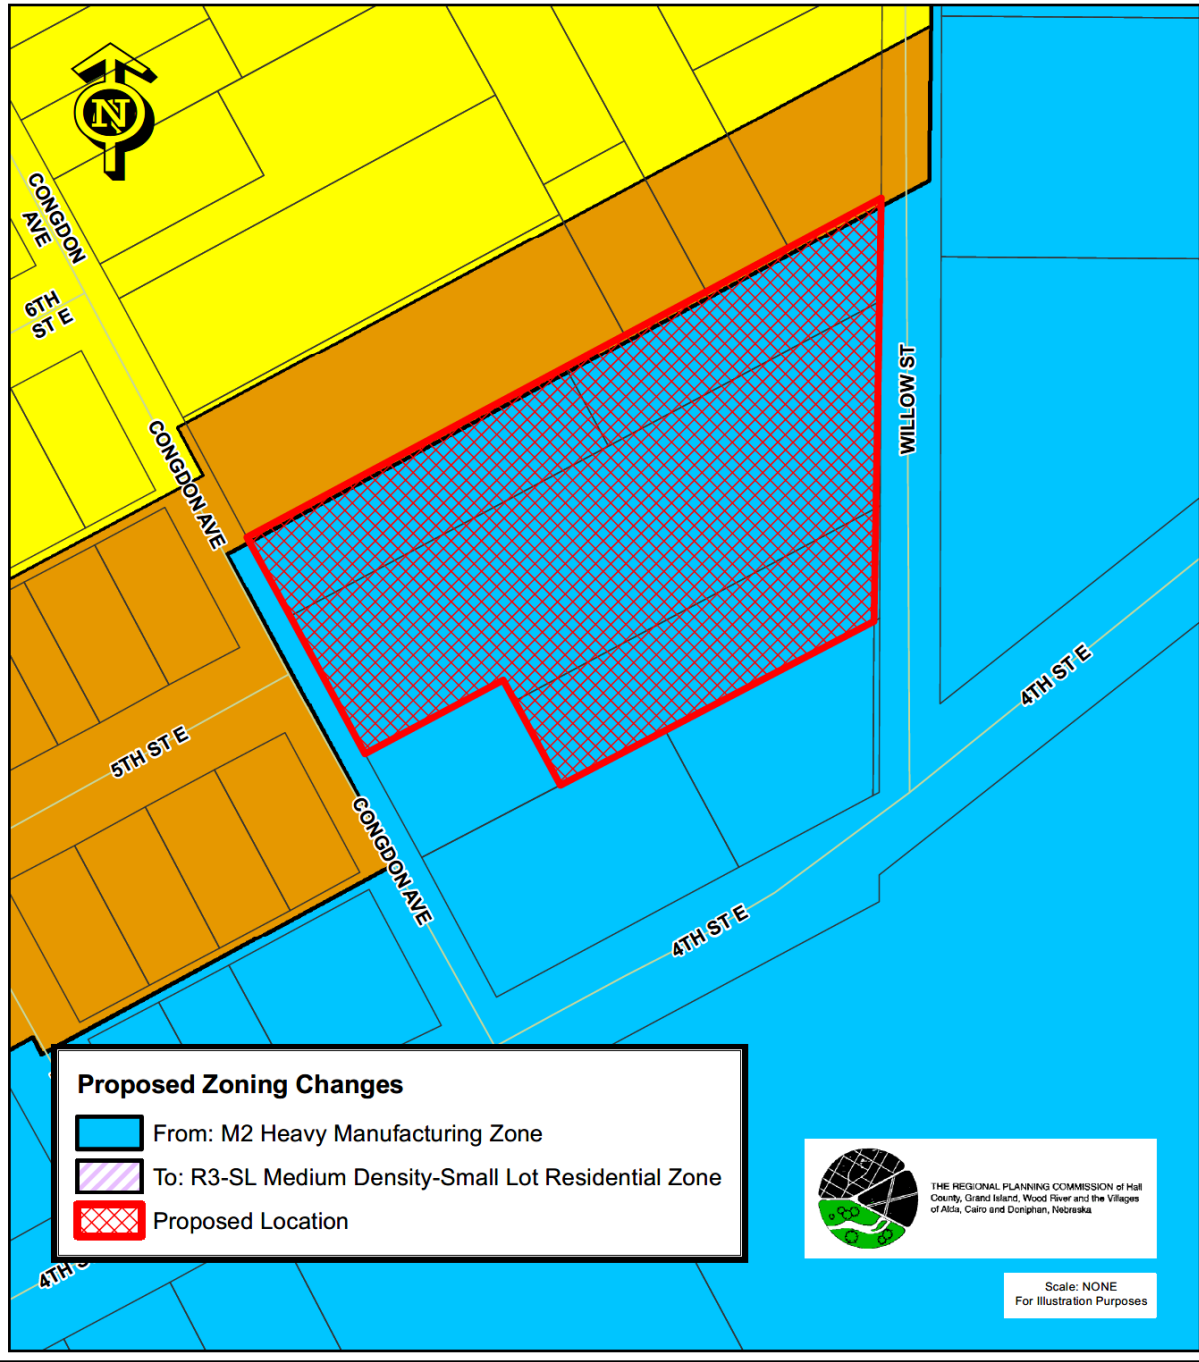 N
CONGDON
AVE
6TH
ST E
CONGDON AVE
WILLOW ST
4TH ST E
5TH ST E
CONGDON AVE
4TH ST E
Proposed Zoning Changes
From: M2 Heavy Manufacturing Zone
To: R3-SL Medium Density-Small Lot Residential Zone
Proposed Location
4TH
THE REGIONAL PLANNING COMMISSION of Hall
County, Grand Island, Wood River and the Villages
of Alda, Cairo and Doniphan, Nebraska
Scale: NONE
For Illustration Purposes